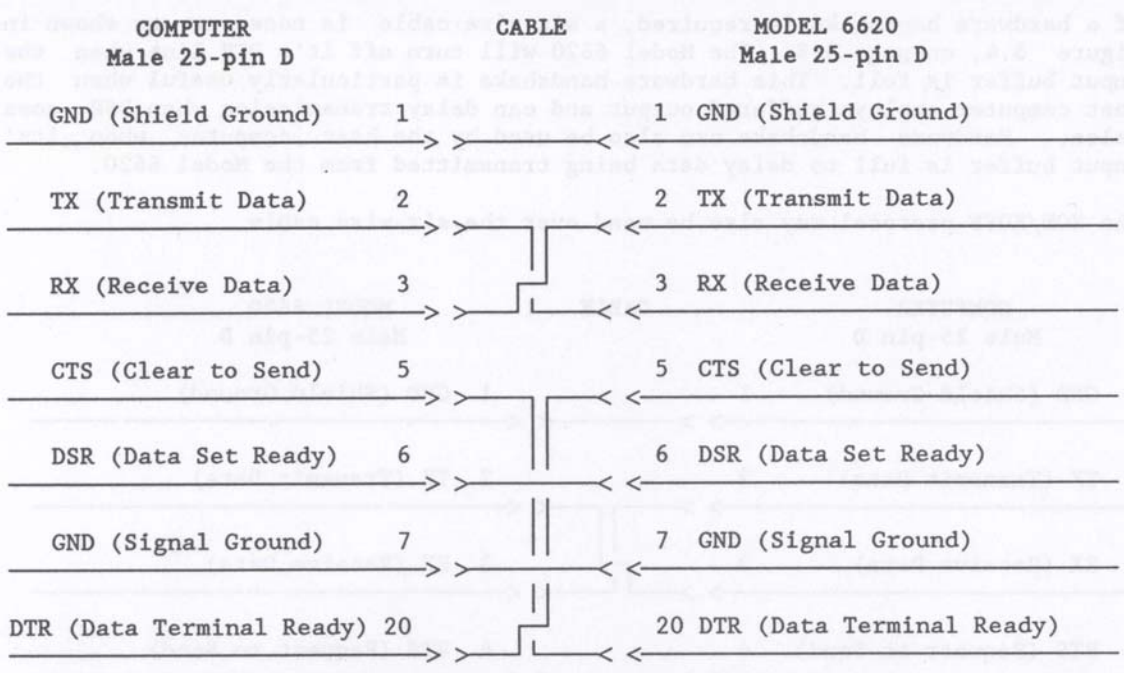 COMPUTER CABLE MODEL 6620
Male 25-pin D Male 25-pin D
GND (Shield Ground) 1 1 GND (Shield Ground)
TX (Transmit Data) 2 2 TX (Transmit Data)
RX (Receive Data) 3 3 RX (Receive Data)
CTS (Clear to Send) 5 5 CTS (Clear to Send)
DSR (Data Set Ready) 6 6 DSR (Data Set Ready)
GND (Signal Ground) 7 7 GND (Signal Ground)
DTR (Data Terminal Ready) 20 20 DTR (Data Terminal Ready)